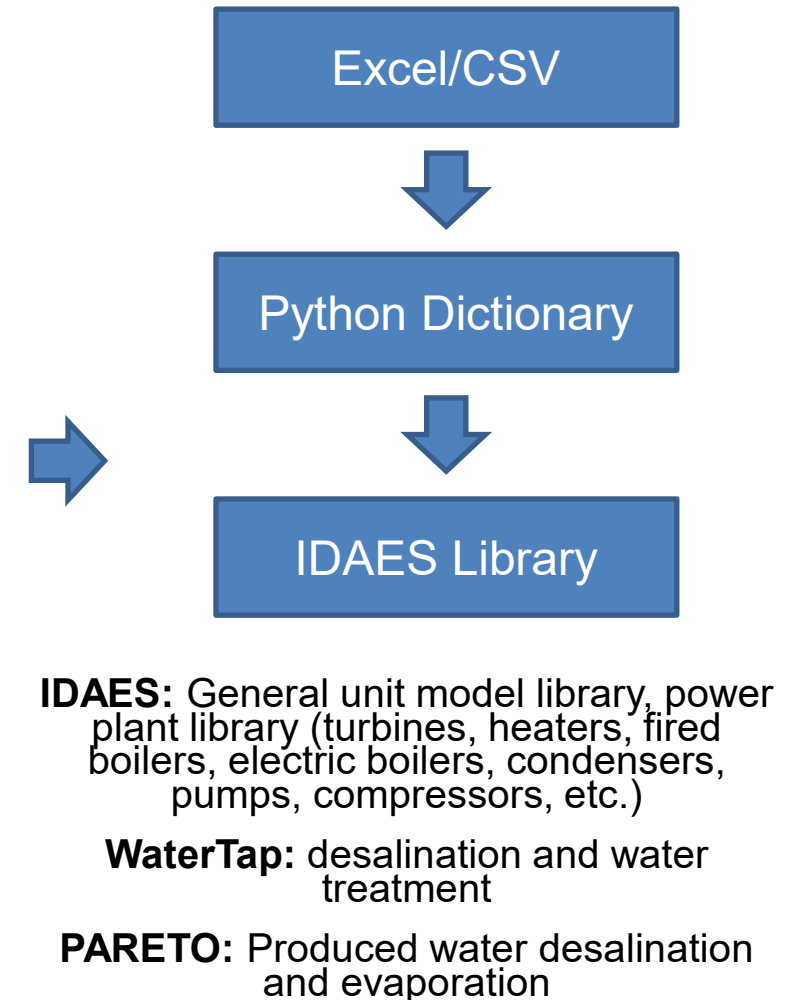 Excel/CSV
Python Dictionary
IDAES Library
IDAES: General unit model library, power
plant library (turbines, heaters, fired
boilers, electric boilers, condensers,
pumps, compressors, etc.)
WaterTap: desalination and water
treatment
PARETO: Produced water desalination
and evaporation